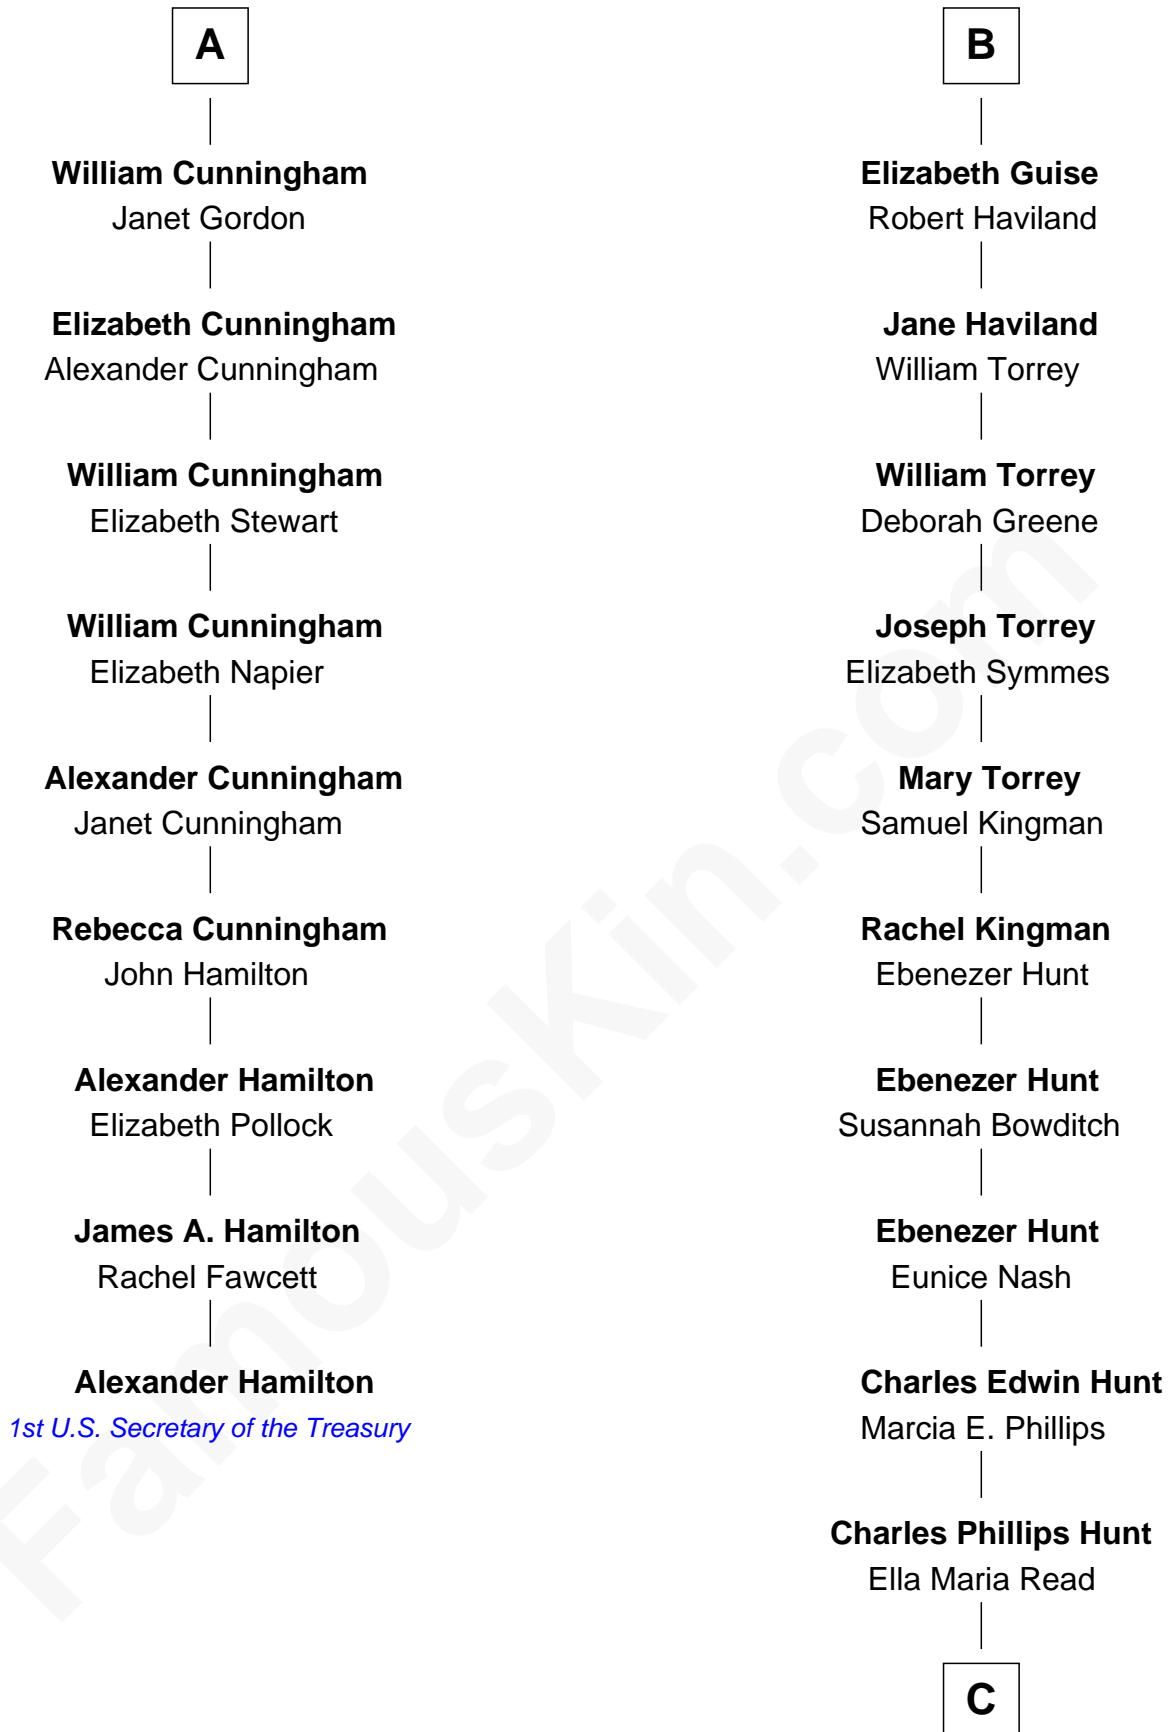 A
William Cunningham
Janet Gordon
Elizabeth Cunningham
Alexander Cunningham
William Cunningham
Elizabeth Stewart
William Cunningham
Elizabeth Napier
Alexander Cunningham
Janet Cunningham
Rebecca Cunningham
John Hamilton
Alexander Hamilton
Elizabeth Pollock
James A. Hamilton
Rachel Fawcett
Alexander Hamilton
1st U.S. Secretary of the Treasury
B
Elizabeth Guise
Robert Haviland
Jane Haviland
William Torrey
William Torrey
Deborah Greene
Joseph Torrey
Elizabeth Symmes
Mary Torrey
Samuel Kingman
Rachel Kingman
Ebenezer Hunt
Ebenezer Hunt
Susannah Bowditch
Ebenezer Hunt
Eunice Nash
Charles Edwin Hunt
Marcia E. Phillips
Charles Phillips Hunt
Ella Maria Read
C
FamousKin.com